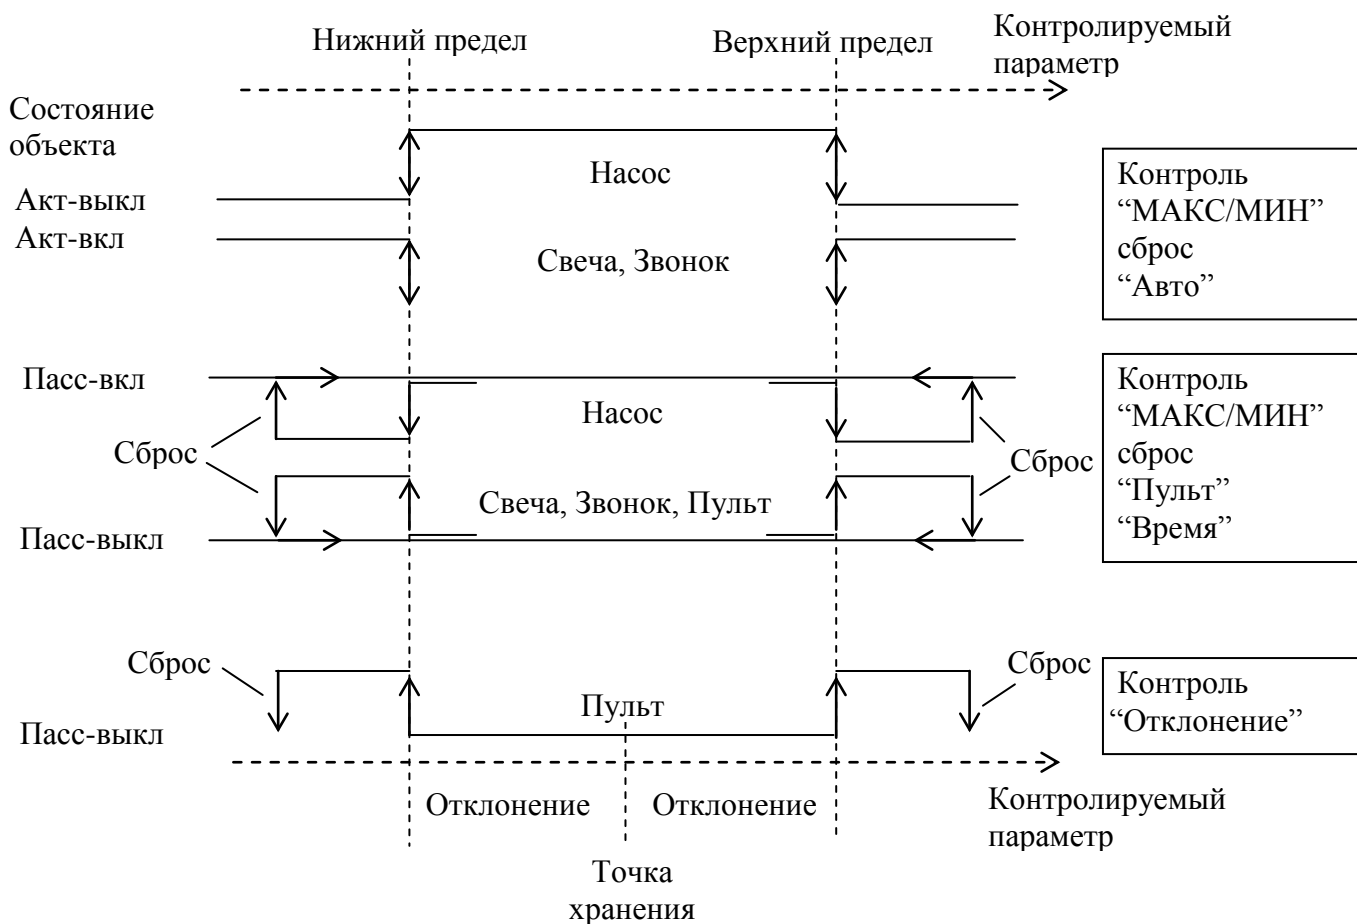 Нижний предел
Верхний предел
Контролируемый
параметр
Состояние
объекта
Насос
Акт-выкл
Акт-вкл
Свеча, Звонок
Контроль
“МАКС/МИН”
сброс
“Авто”
Пасс-вкл
Насос
Сброс
Сброс
Свеча, Звонок, Пульт
Пасс-выкл
Контроль
“МАКС/МИН”
сброс
“Пульт”
“Время”
Сброс
Сброс
Пульт
Пасс-выкл
Контроль
“Отклонение”
Отклонение
Отклонение
Контролируемый
параметр
Точка
хранения